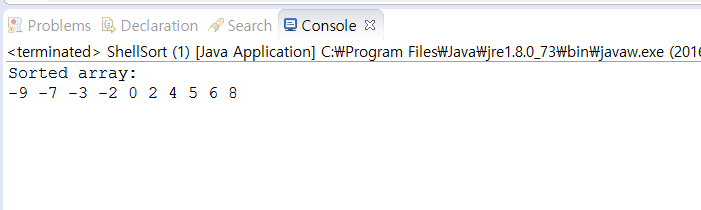 Problems Declaration Search Console
<terminated> ShellSort (1) [Java Application] C:₩Program Files₩Java₩jre1.8.0_73₩bin₩javaw.exe (2016
Sorted array:
-9 -7 -3 -2 0 2 4 5 6 8